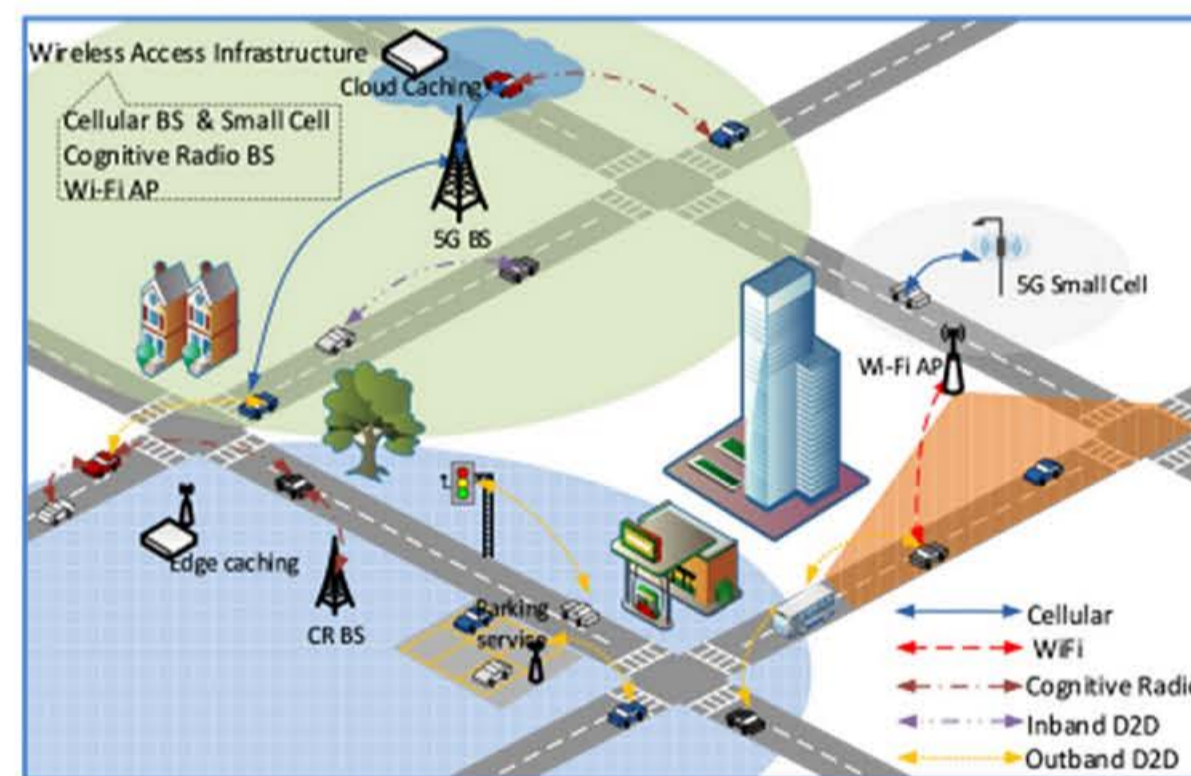 Wireless Access Infrastructure
Cloud Caching
Cellular BS & Small Cell
Cognitive Radio BS
Wi-Fi AP
5G BS
5G Small Cell
Wi-Fi AP
Edge caching
CR BS
Parking
service
Cellular
WiFi
Cognitive Radio
Inband D2D
Outband D2D